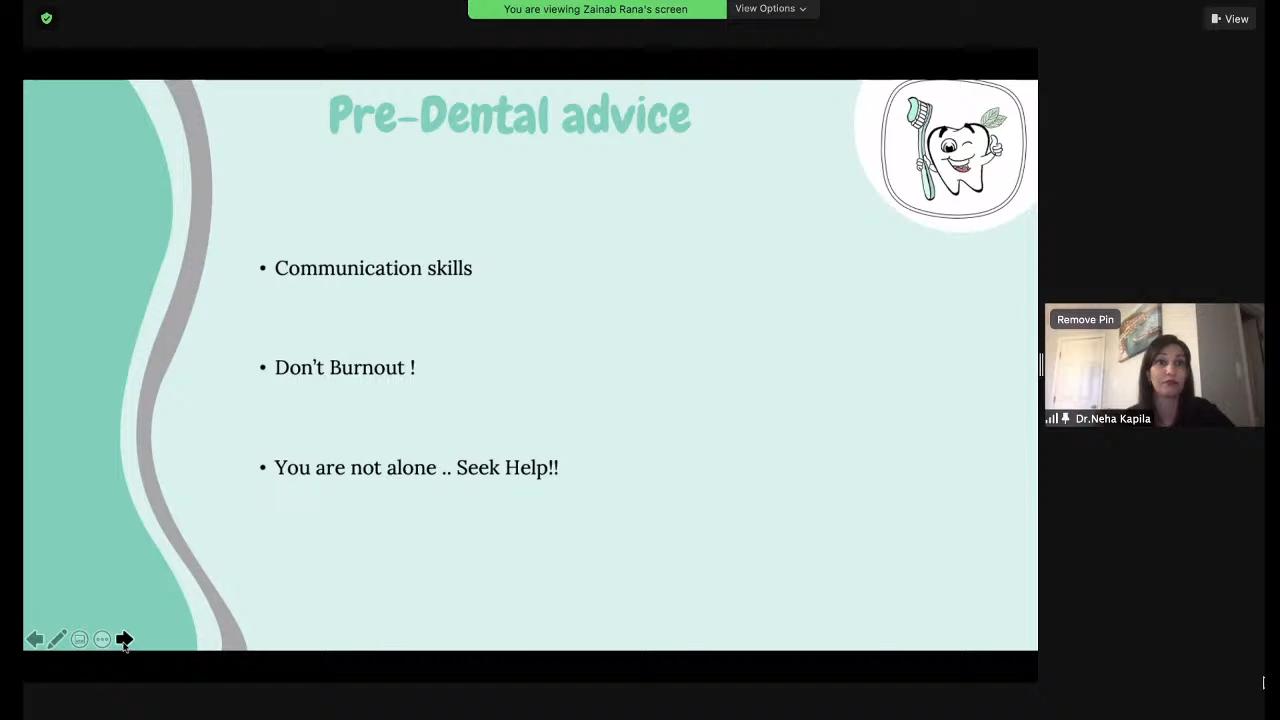 You are viewing Zainab Rana's screen
View Options
View
Pre-Dental advice
• Communication skills
• Don't Burnout !
• You are not alone .. Seek Help!!
Remove Pin
Dr.Neha Kapila